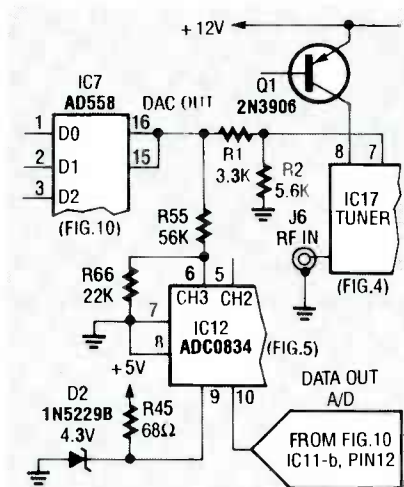 +12V
IC7
AD558
DAC OUT
Q1
2N3906
1 D0 16
15
2 D1
3 D2
(FIG.10)
R1
3.3K
R2
5.6K
8 7
IC17
TUNER
(FIG.4)
J6
RF IN
R55
56K
R66
22K
6 5
CH3 CH2
7
8
IC12
ADC0834
(FIG.5)
+5V
9 10
D2
1N5229B
4.3V
R45
68Ω
DATA OUT
A/D
FROM FIG.10
IC11-b, PIN12